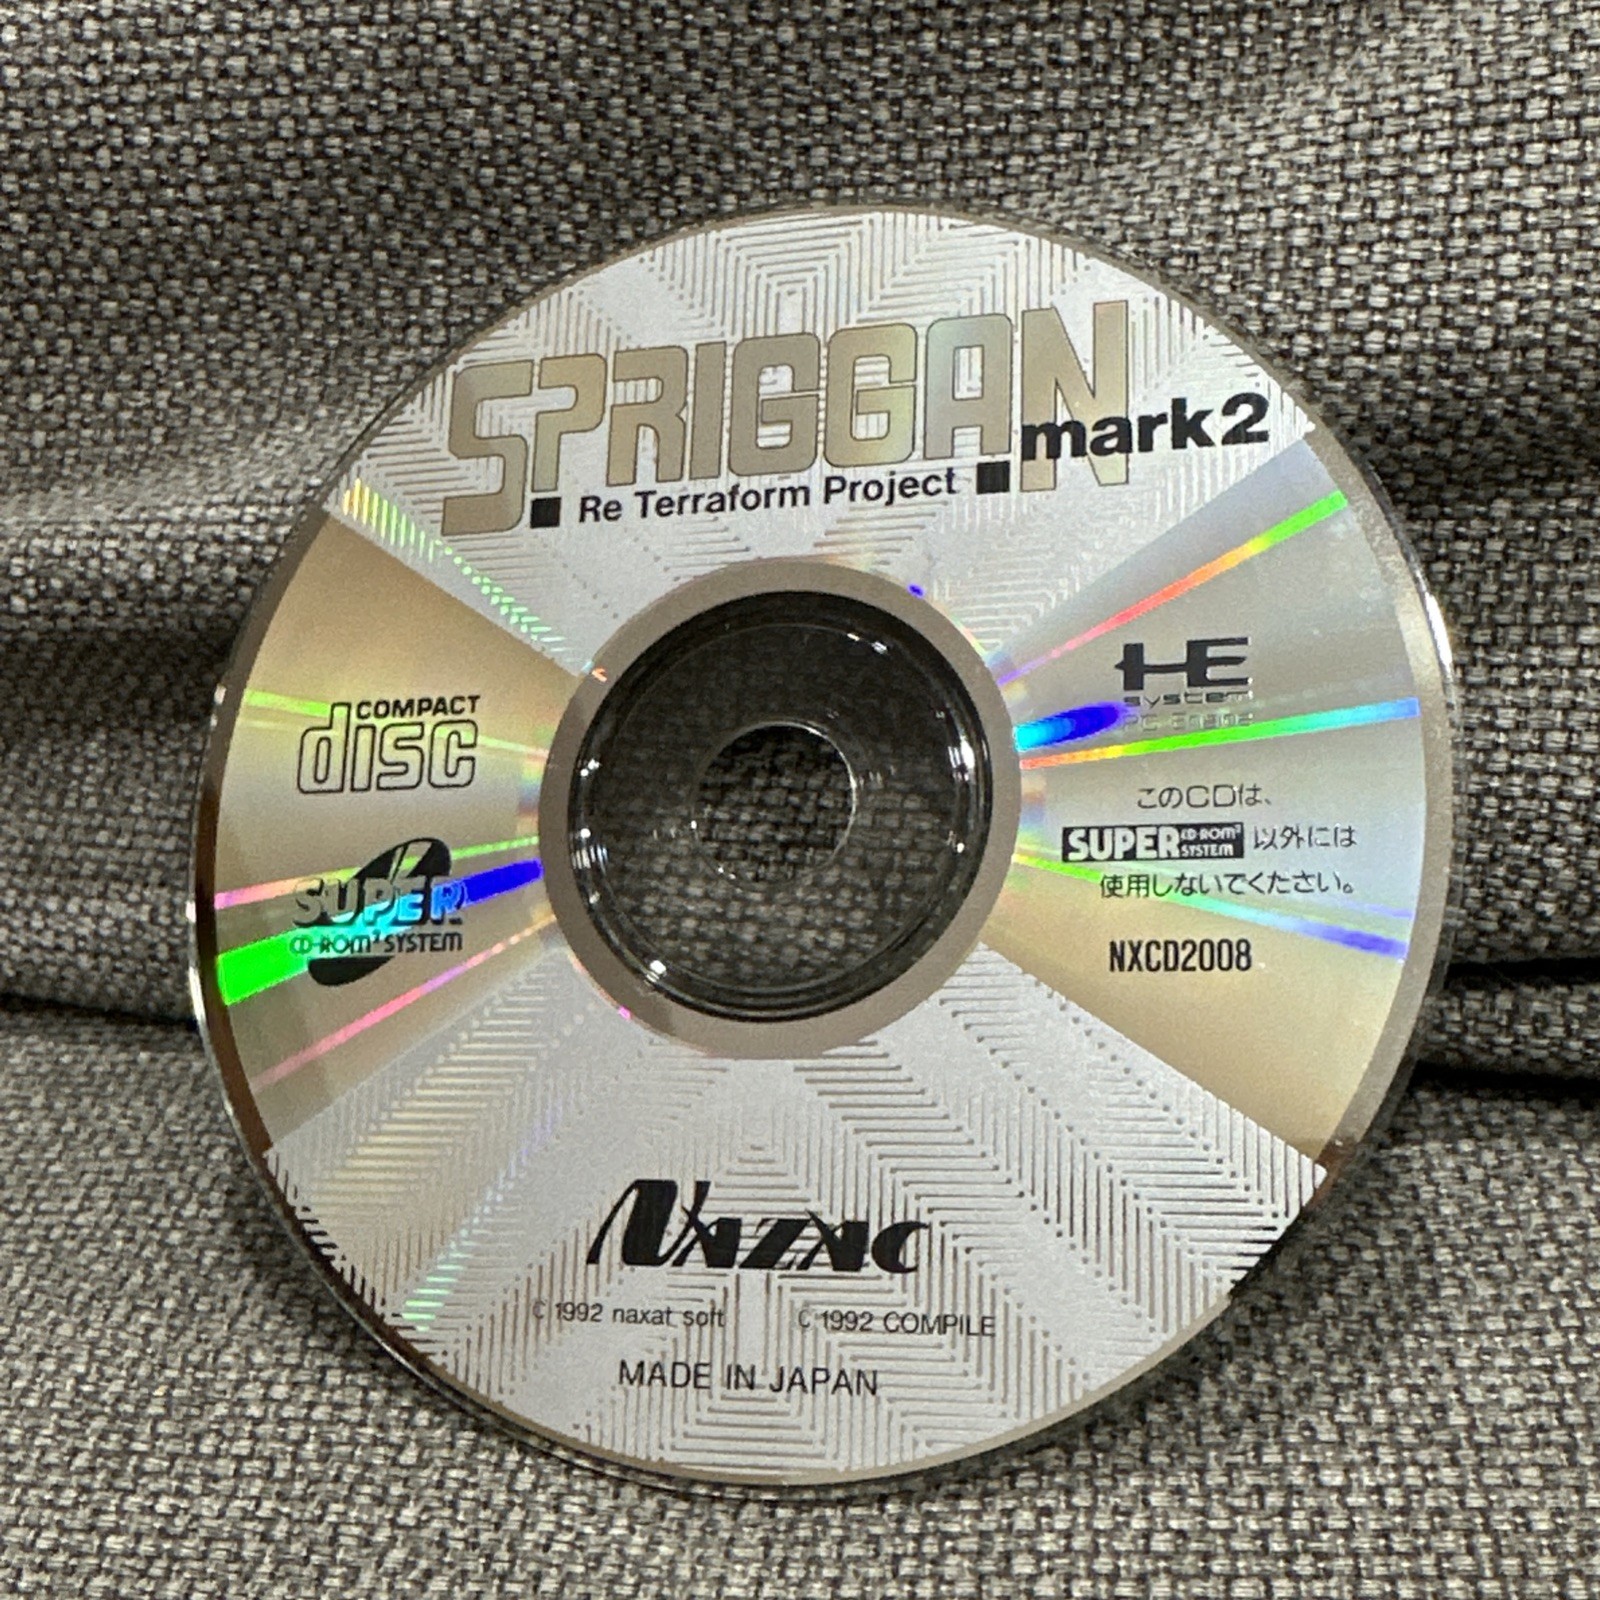 SPRIGGAN mark2
Re Terraform Project
COMPACT
disc
SUPER
CD-ROM² SYSTEM
HE
system
PC Engine
このCDは、
SUPER CD-ROM² SYSTEM 以外には
使用しないでください。
NXCD2008
NAZAC
© 1992 naxat soft © 1992 COMPILE
MADE IN JAPAN